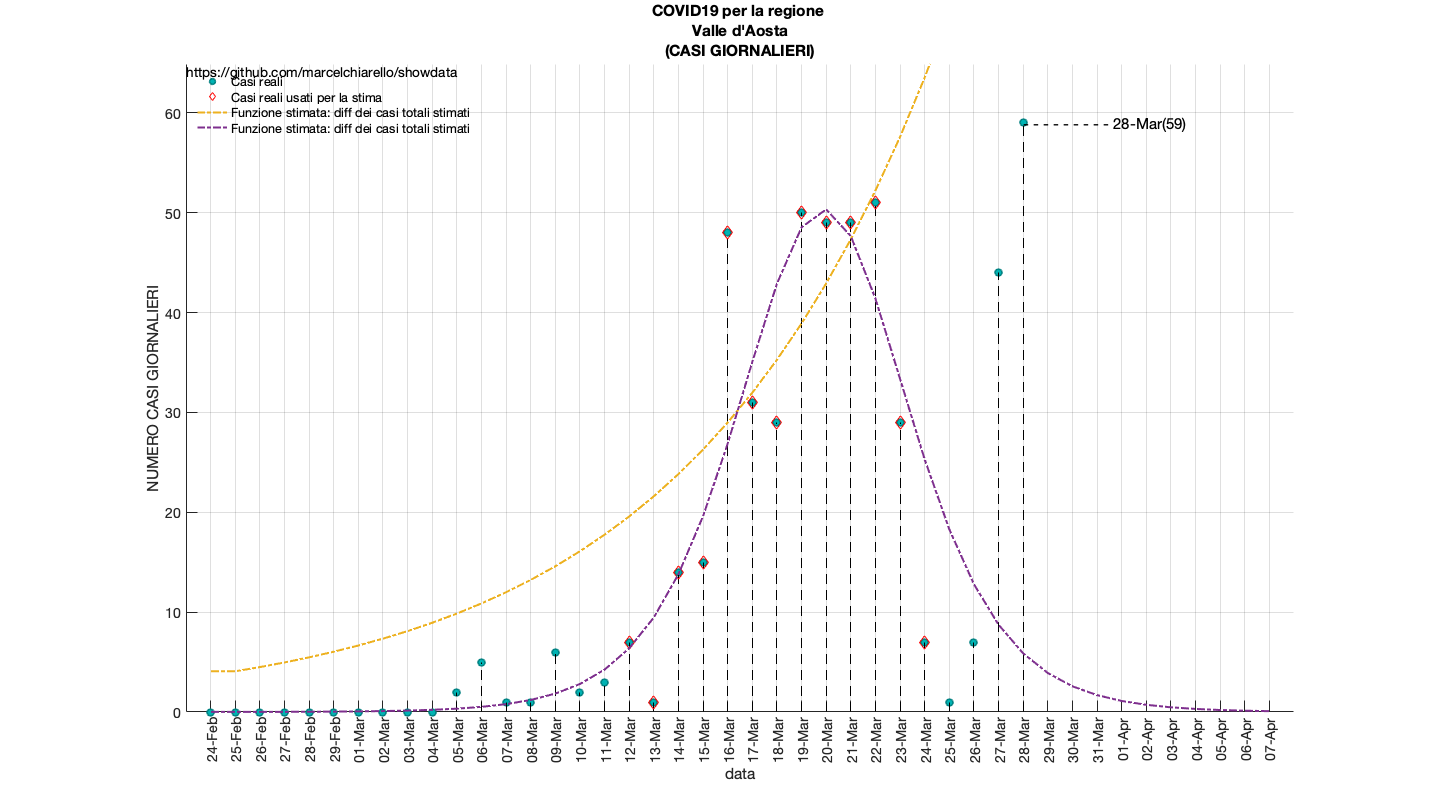 COVID19 per la regione
Valle d'Aosta
(CASI GIORNALIERI)
https://github.com/marcelchiarello/showdata
Casi reali
Casi reali usati per la stima
Funzione stimata: diff dei casi totali stimati
Funzione stimata: diff dei casi totali stimati
28-Mar(59)
NUMERO CASI GIORNALIERI
60
50
40
30
20
10
0
24-Feb
25-Feb
26-Feb
27-Feb
28-Feb
29-Feb
01-Mar
02-Mar
03-Mar
04-Mar
05-Mar
06-Mar
07-Mar
08-Mar
09-Mar
10-Mar
11-Mar
12-Mar
13-Mar
14-Mar
15-Mar
16-Mar
17-Mar
18-Mar
19-Mar
20-Mar
21-Mar
22-Mar
23-Mar
24-Mar
25-Mar
26-Mar
27-Mar
28-Mar
29-Mar
30-Mar
31-Mar
01-Apr
02-Apr
03-Apr
04-Apr
05-Apr
06-Apr
07-Apr
data